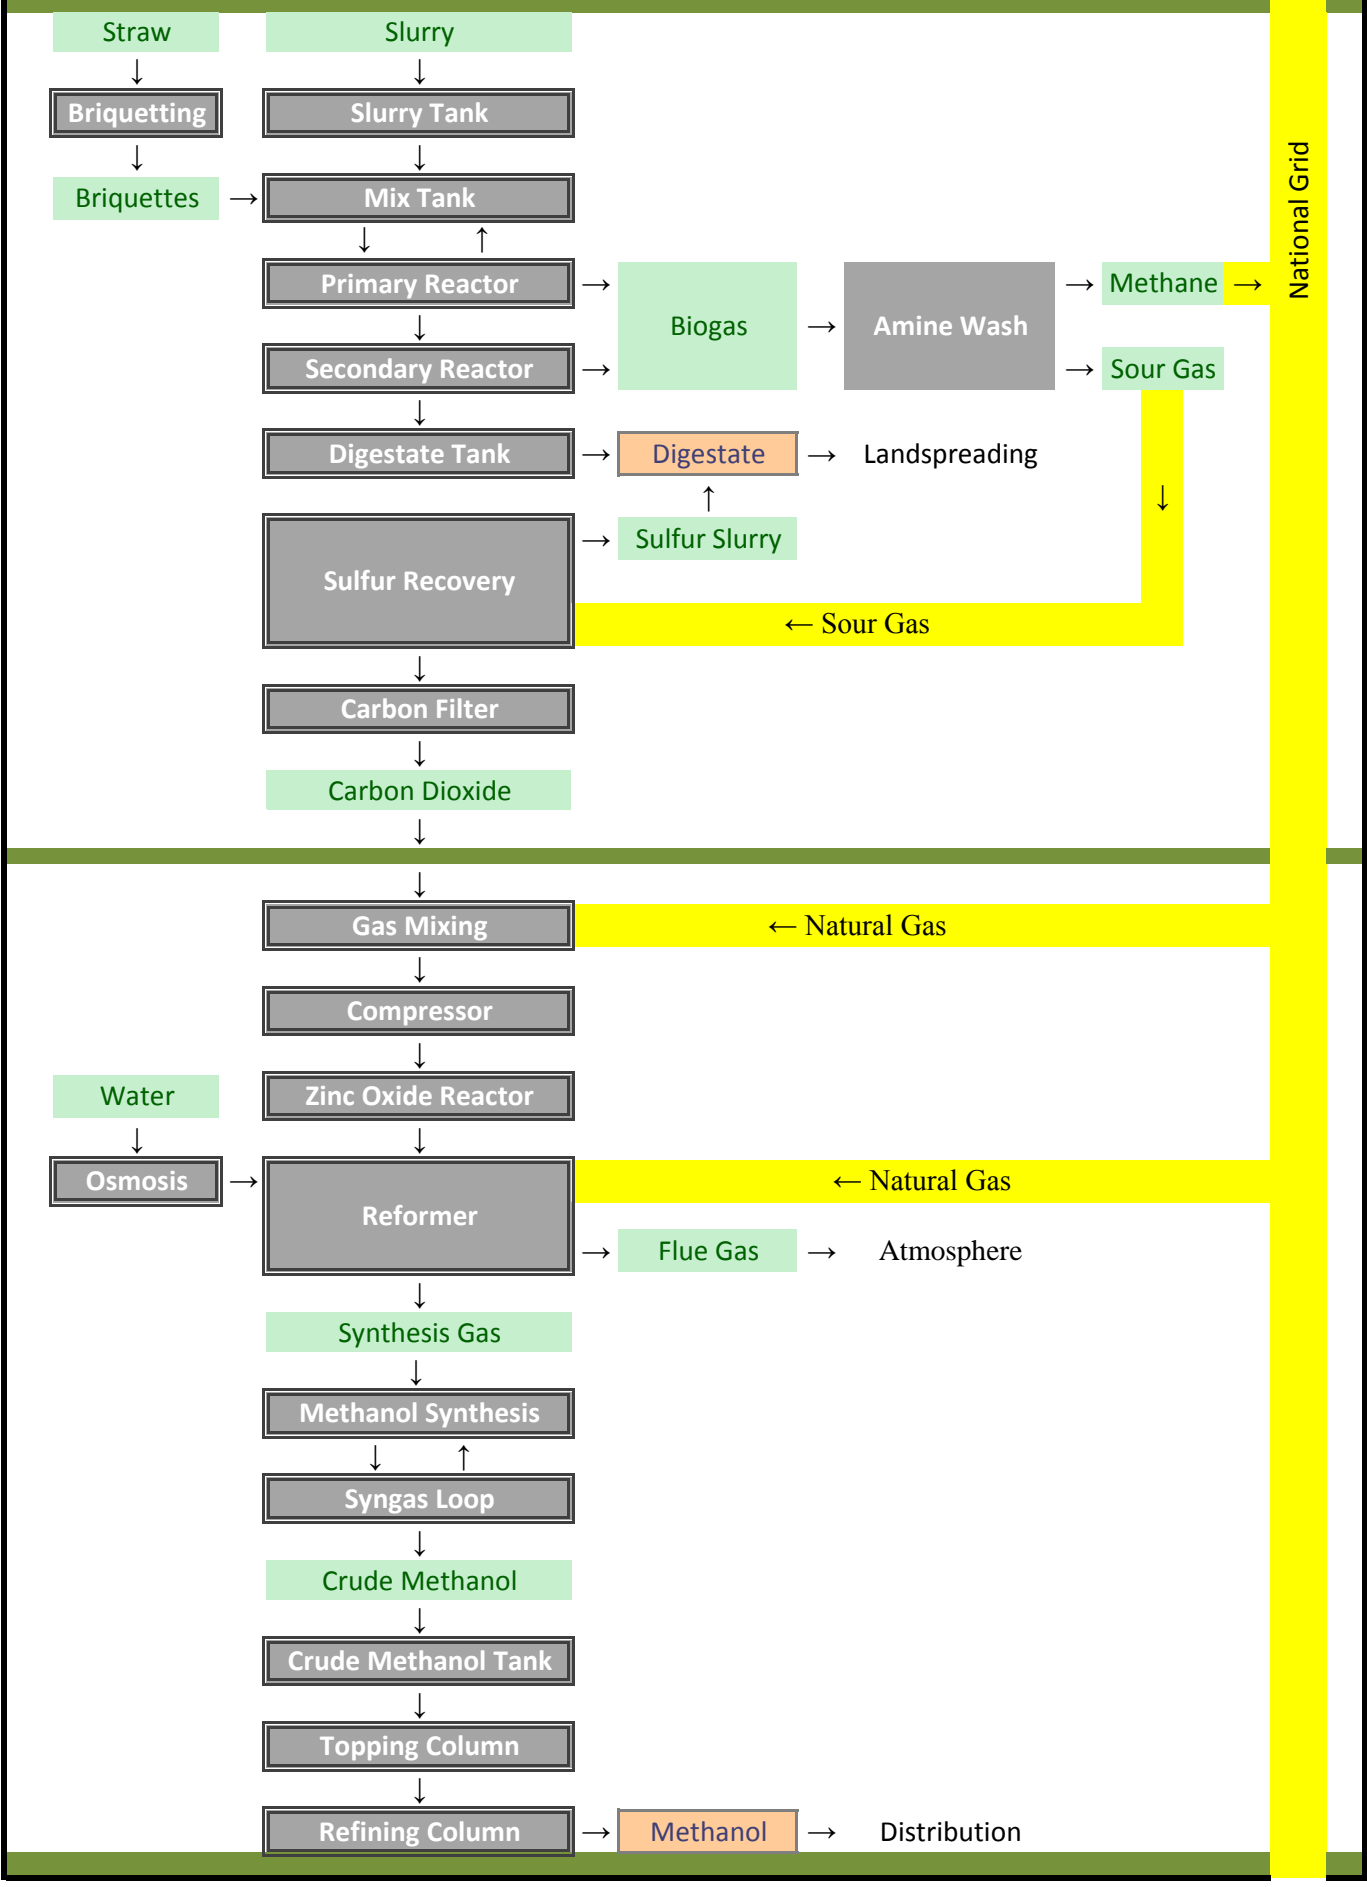 Straw
Slurry
↓
↓
Briquetting
Slurry Tank
↓
↓
Briquettes
→
Mix Tank
↓ ↑
National Grid
Primary Reactor
→
Biogas
→
Amine Wash
→
Methane
→
↓
Secondary Reactor
→
→
Sour Gas
↓
Digestate Tank
→
Digestate
→
Landspreading
↑
↓
Sulfur Recovery
→
Sulfur Slurry
← Sour Gas
↓
Carbon Filter
↓
Carbon Dioxide
↓
↓
Gas Mixing
← Natural Gas
↓
Compressor
↓
Water
Zinc Oxide Reactor
↓
↓
Osmosis
→
Reformer
← Natural Gas
→
Flue Gas
→
Atmosphere
↓
Synthesis Gas
↓
Methanol Synthesis
↓ ↑
Syngas Loop
↓
Crude Methanol
↓
Crude Methanol Tank
↓
Topping Column
↓
Refining Column
→
Methanol
→
Distribution